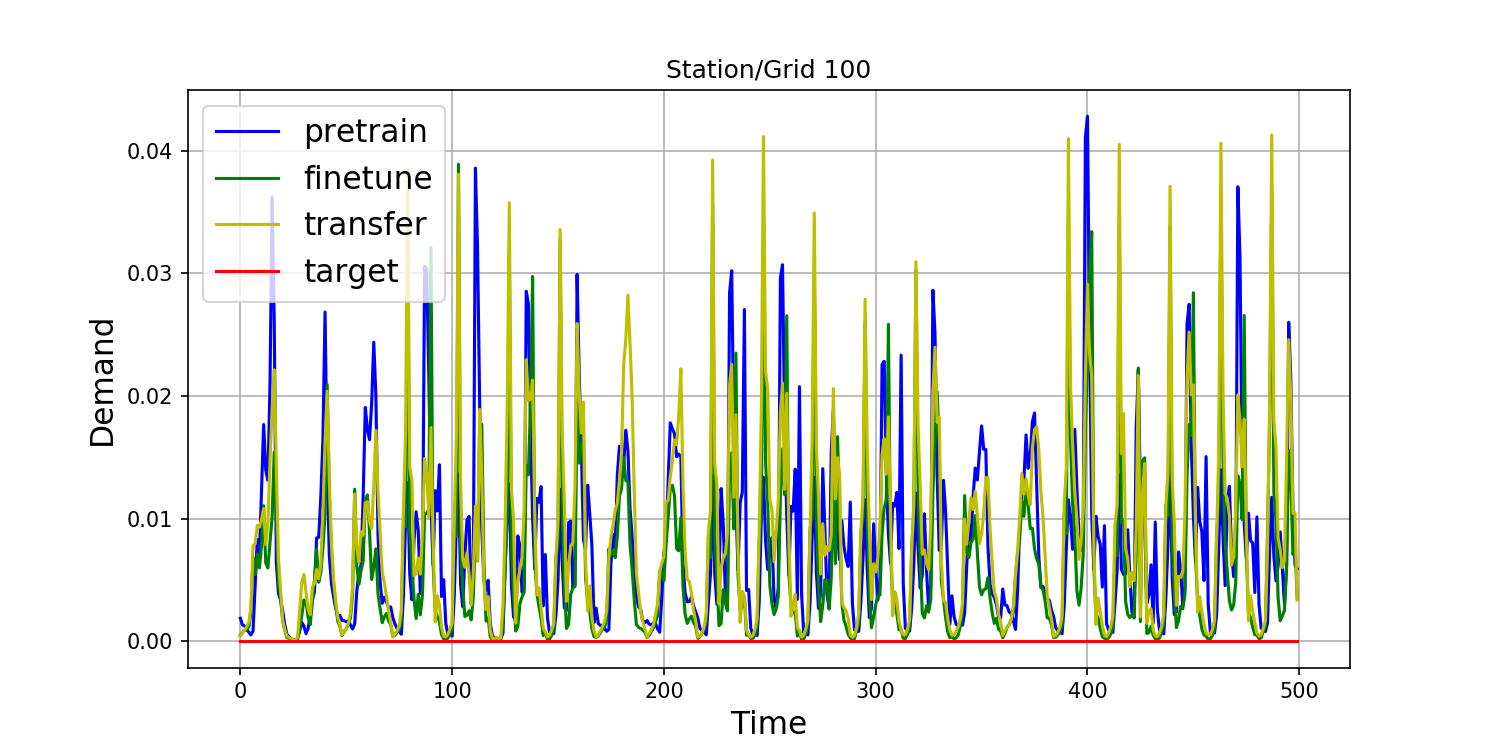 Station/Grid 100
pretrain
finetune
transfer
target
Demand
0.04
0.03
0.02
0.01
0.00
0 100 200 300 400 500
Time